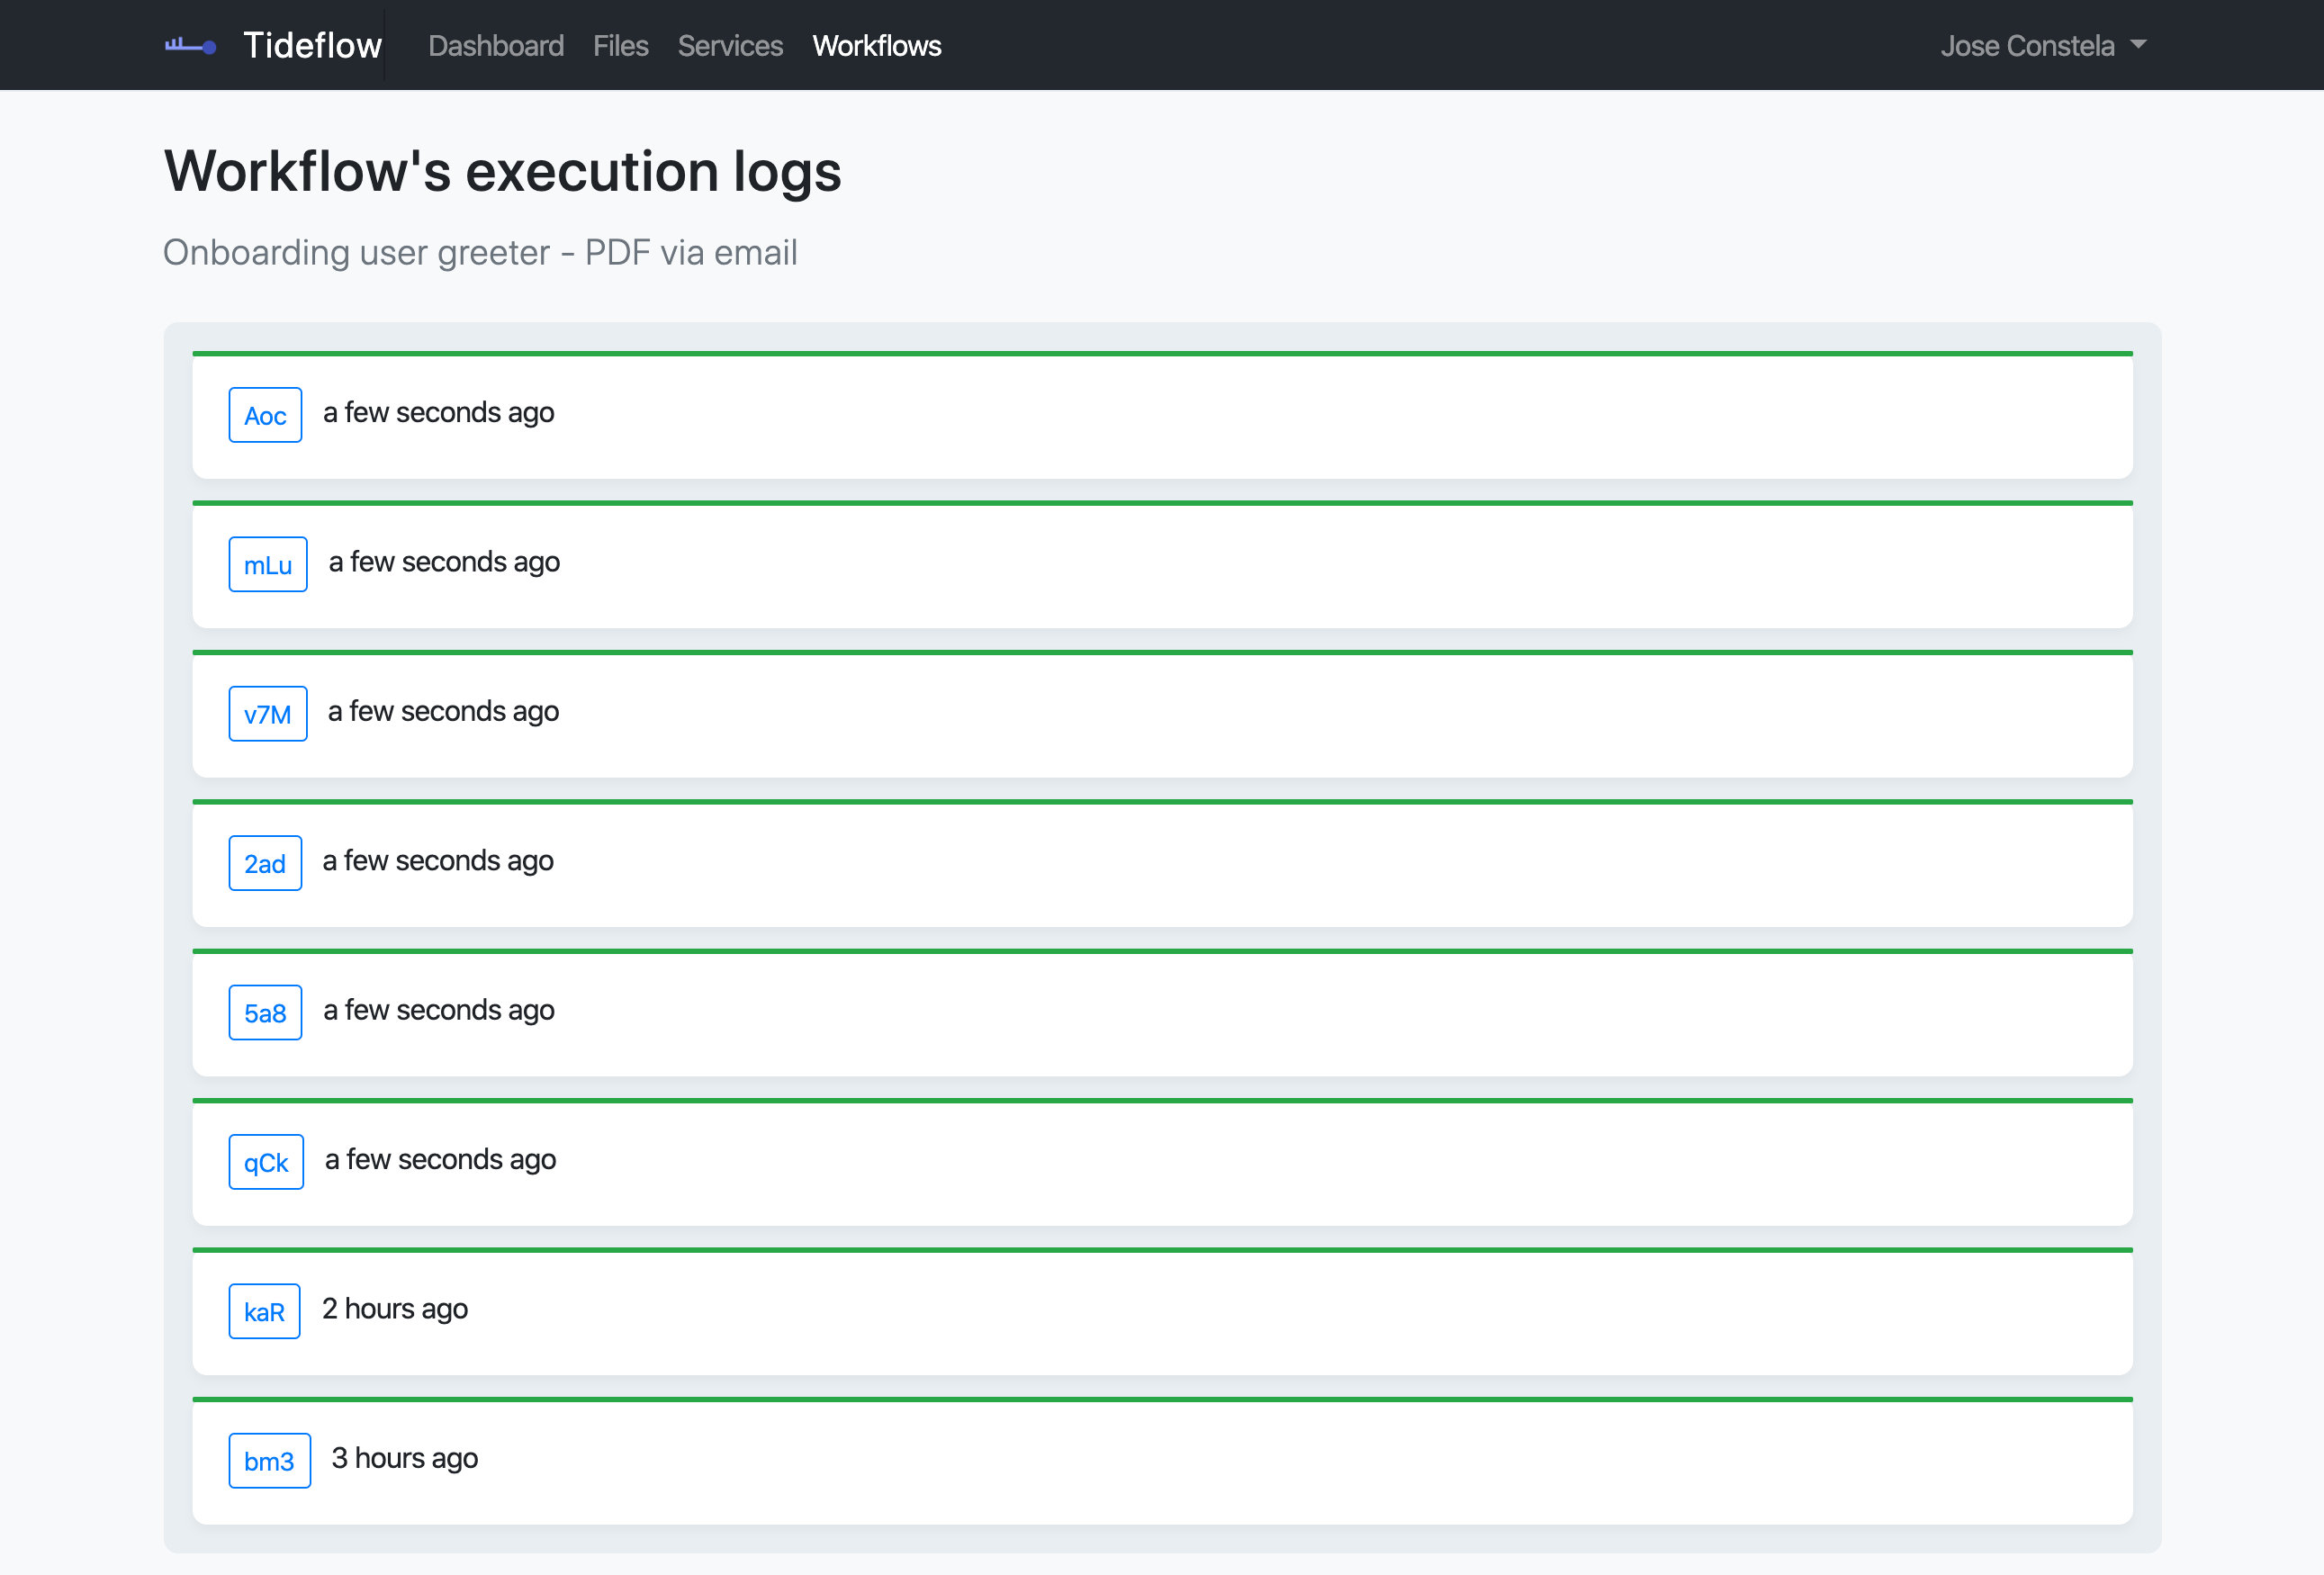 Tideflow Dashboard Files Services Workflows Jose Constela
Workflow's execution logs
Onboarding user greeter - PDF via email
Aoc a few seconds ago
mLu a few seconds ago
v7M a few seconds ago
2ad a few seconds ago
5a8 a few seconds ago
qCk a few seconds ago
kaR 2 hours ago
bm3 3 hours ago